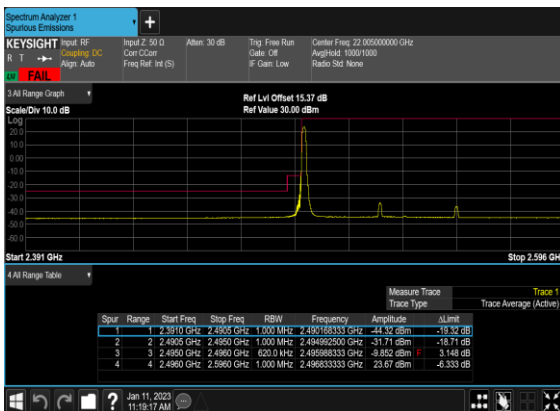 Spectrum Analyzer 1
Spurious Emissions
KEYSIGHT Input: RF Input Z: 50 Ω Atten: 30 dB Trig: Free Run Center Freq: 22.005000000 GHz
R T Coupling: DC Corr CCorr Gate: Off Avg|Hold: 1000/1000
Align: Auto Freq Ref: Int (S) IF Gain: Low Radio Std: None
LV FAIL
3 All Range Graph
Ref Lvl Offset 15.37 dB
Scale/Div 10.0 dB Ref Value 30.00 dBm
Log
20.0
10.0
0.00
-10.0
-20.0
-30.0
-40.0
-50.0
-60.0
Start 2.391 GHz Stop 2.596 GH
4 All Range Table
Measure Trace Trace 1
Trace Type Trace Average (Active)
Spur Range Start Freq Stop Freq RBW Frequency Amplitude ΔLimit
1 1 2.3910 GHz 2.4905 GHz 1.000 MHz 2.490168333 GHz -44.32 dBm -19.32 dB
2 2 2.4905 GHz 2.4950 GHz 1.000 MHz 2.494992500 GHz -31.71 dBm -18.71 dB
3 3 2.4950 GHz 2.4960 GHz 620.0 kHz 2.495988333 GHz -9.852 dBm F 3.148 dB
4 4 2.4960 GHz 2.5960 GHz 1.000 MHz 2.496833333 GHz 23.67 dBm -6.333 dB
? Jan 11, 2023
11:19:17 AM